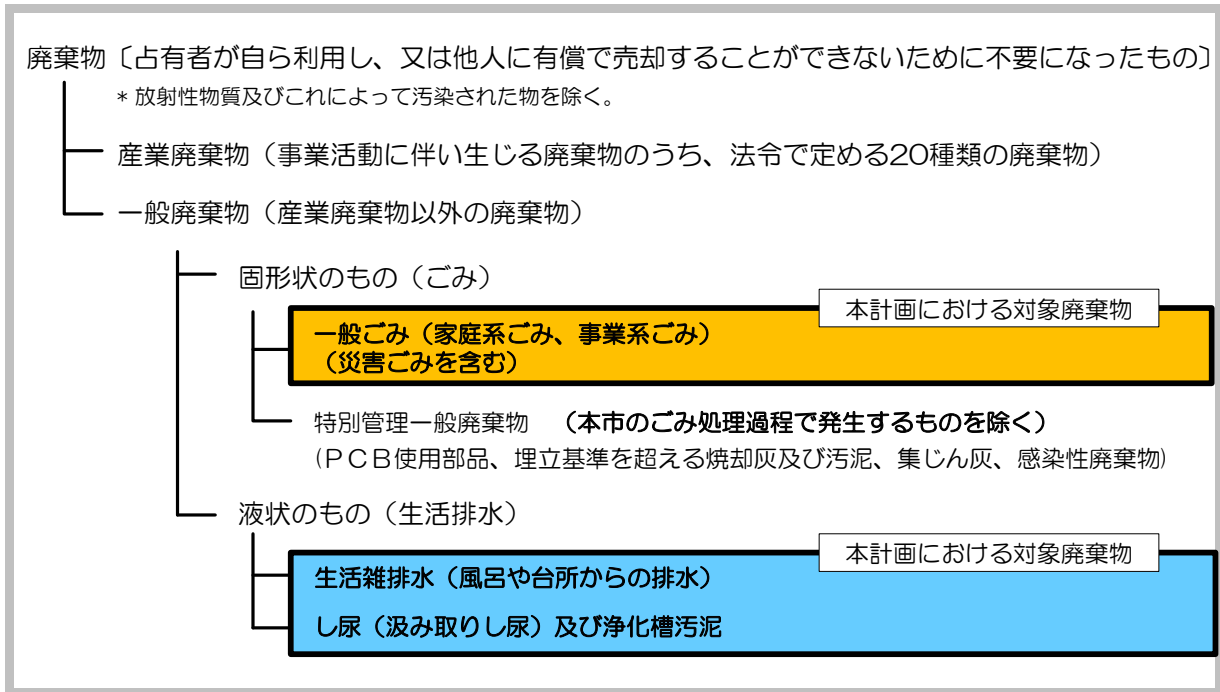 廃棄物〔占有者が自ら利用し、又は他人に有償で売却することができないために不要になったもの〕
* 放射性物質及びこれによって汚染された物を除く。
産業廃棄物（事業活動に伴い生じる廃棄物のうち、法令で定める20種類の廃棄物）
一般廃棄物（産業廃棄物以外の廃棄物）
固形状のもの（ごみ）
本計画における対象廃棄物
一般ごみ（家庭系ごみ、事業系ごみ）
（災害ごみを含む）
特別管理一般廃棄物　（本市のごみ処理過程で発生するものを除く）
(ＰＣＢ使用部品、埋立基準を超える焼却灰及び汚泥、集じん灰、感染性廃棄物)
液状のもの（生活排水）
本計画における対象廃棄物
生活雑排水（風呂や台所からの排水）
し尿（汲み取りし尿）及び浄化槽汚泥